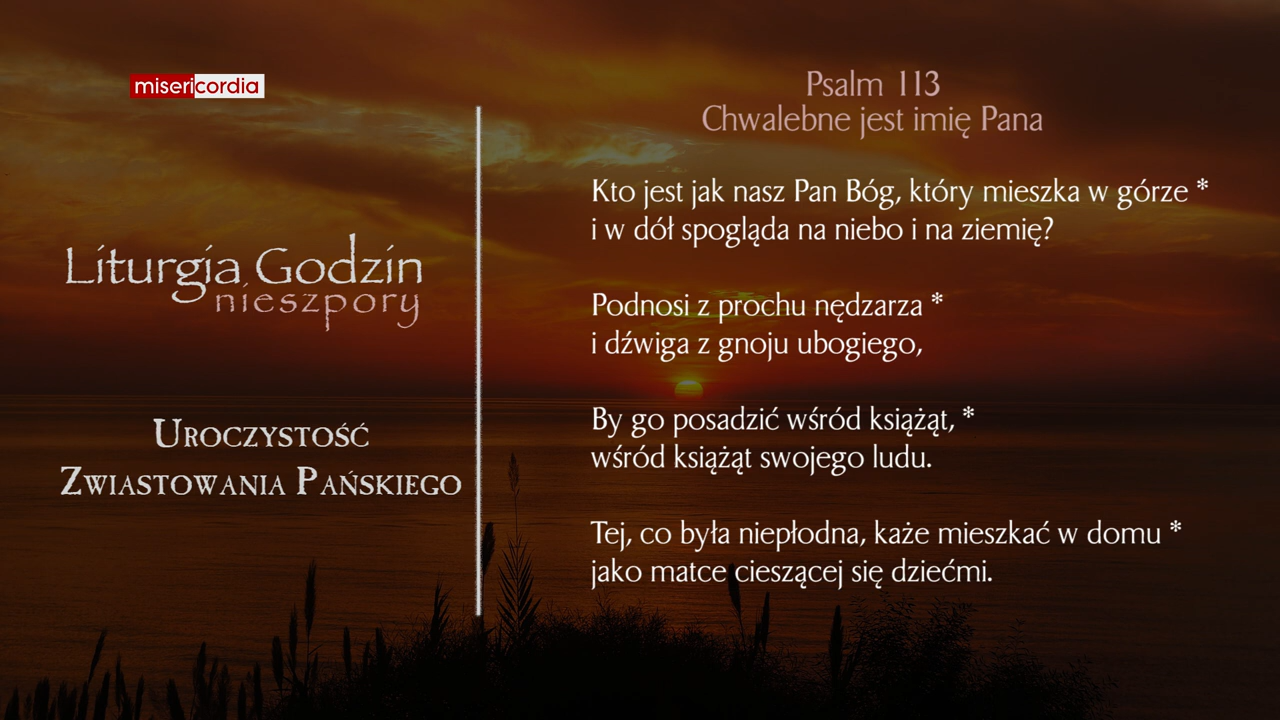 misericordia
Liturgia Godzin
nieszpory
Uroczystość
Zwiastowania Pańskiego
Psalm 113
Chwalebne jest imię Pana
Kto jest jak nasz Pan Bóg, który mieszka w górze *
i w dół spogląda na niebo i na ziemię?
Podnosi z prochu nędzarza *
i dźwiga z gnoju ubogiego,
By go posadzić wśród książąt, *
wśród książąt swojego ludu.
Tej, co była niepłodna, każe mieszkać w domu *
jako matce cieszącej się dziećmi.